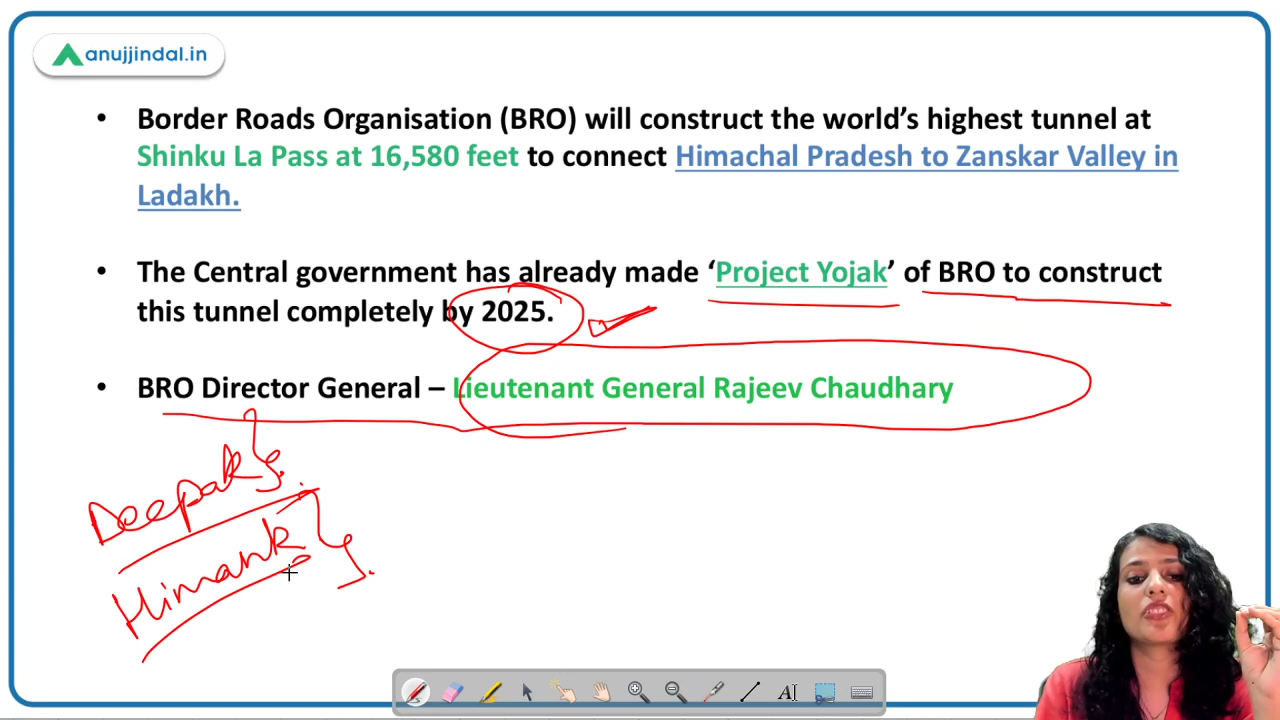 anujjindal.in
• Border Roads Organisation (BRO) will construct the world's highest tunnel at
Shinku La Pass at 16,580 feet to connect Himachal Pradesh to Zanskar Valley in
Ladakh.
• The Central government has already made ‘Project Yojak’ of BRO to construct
this tunnel completely by 2025.
• BRO Director General – Lieutenant General Rajeev Chaudhary
Deepak
Himank